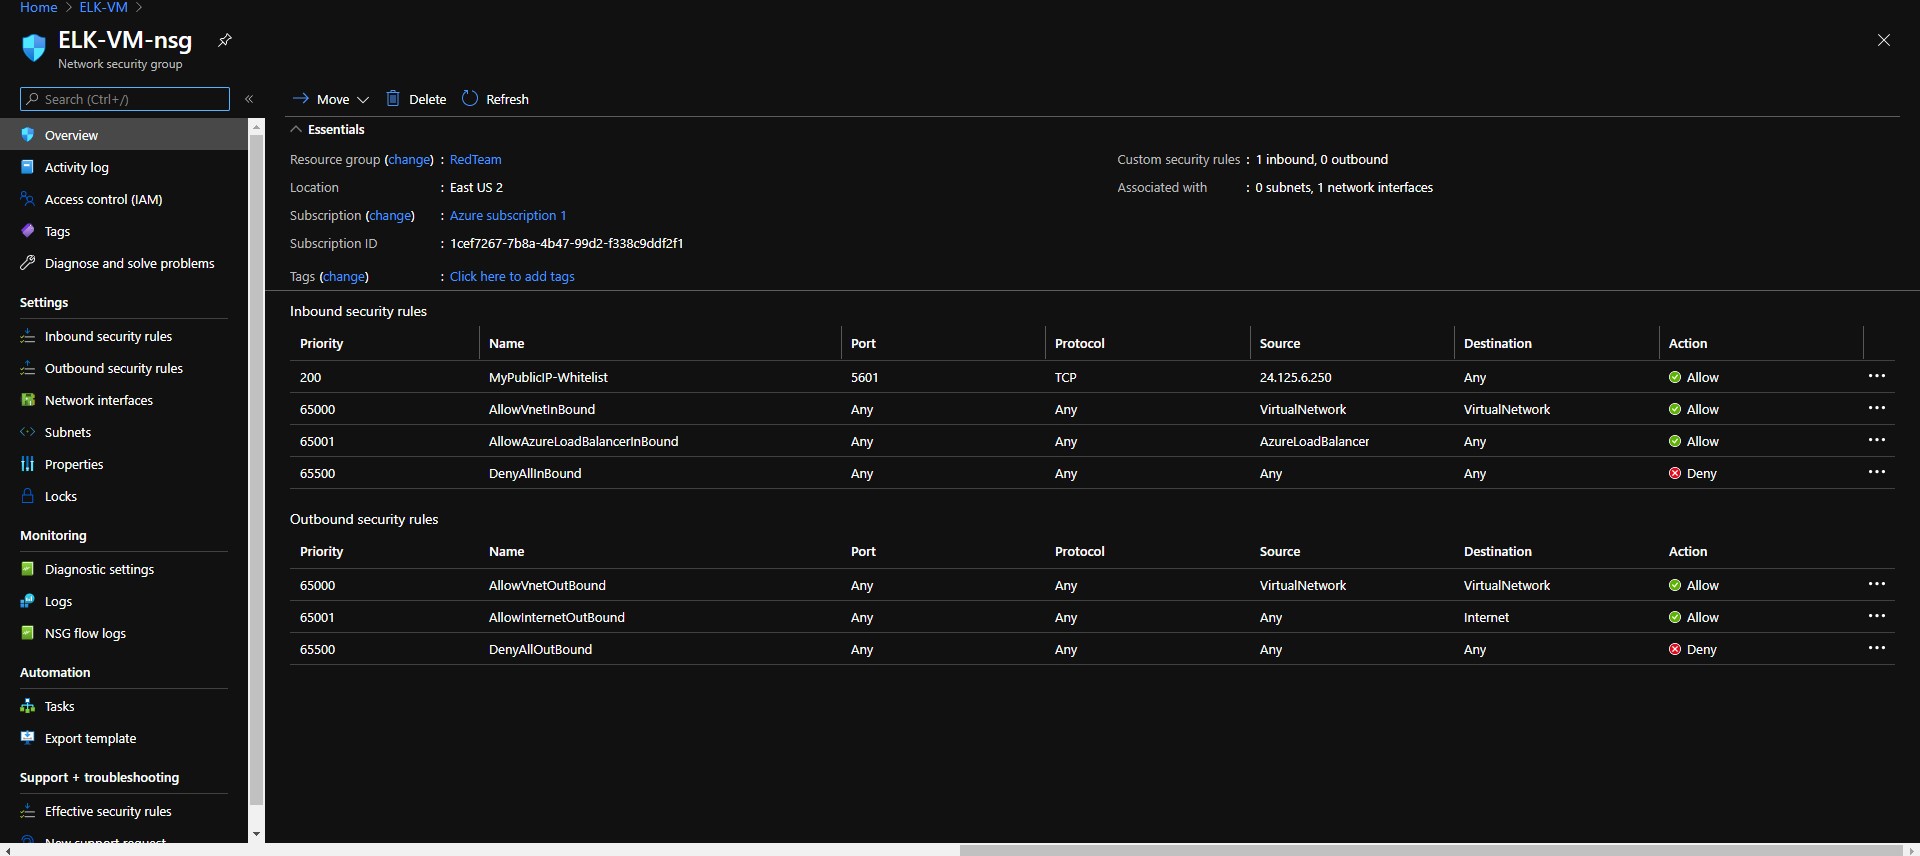 Home > ELK-VM >
ELK-VM-nsg
Network security group
Search (Ctrl+/)
«
Overview
Activity log
Access control (IAM)
Tags
Diagnose and solve problems
Settings
Inbound security rules
Outbound security rules
Network interfaces
Subnets
Properties
Locks
Monitoring
Diagnostic settings
Logs
NSG flow logs
Automation
Tasks
Export template
Support + troubleshooting
Effective security rules
New support request
Move Delete Refresh
Essentials
Resource group (change) : RedTeam
Location : East US 2
Subscription (change) : Azure subscription 1
Subscription ID : 1cef7267-7b8a-4b47-99d2-f338c9ddf2f1
Tags (change) : Click here to add tags
Custom security rules : 1 inbound, 0 outbound
Associated with : 0 subnets, 1 network interfaces
Inbound security rules
Priority Name Port Protocol Source Destination Action
200 MyPublicIP-Whitelist 5601 TCP 24.125.6.250 Any Allow ...
65000 AllowVnetInBound Any Any VirtualNetwork VirtualNetwork Allow ...
65001 AllowAzureLoadBalancerInBound Any Any AzureLoadBalancer Any Allow ...
65500 DenyAllInBound Any Any Any Any Deny ...
Outbound security rules
Priority Name Port Protocol Source Destination Action
65000 AllowVnetOutBound Any Any VirtualNetwork VirtualNetwork Allow ...
65001 AllowInternetOutBound Any Any Any Internet Allow ...
65500 DenyAllOutBound Any Any Any Any Deny ...